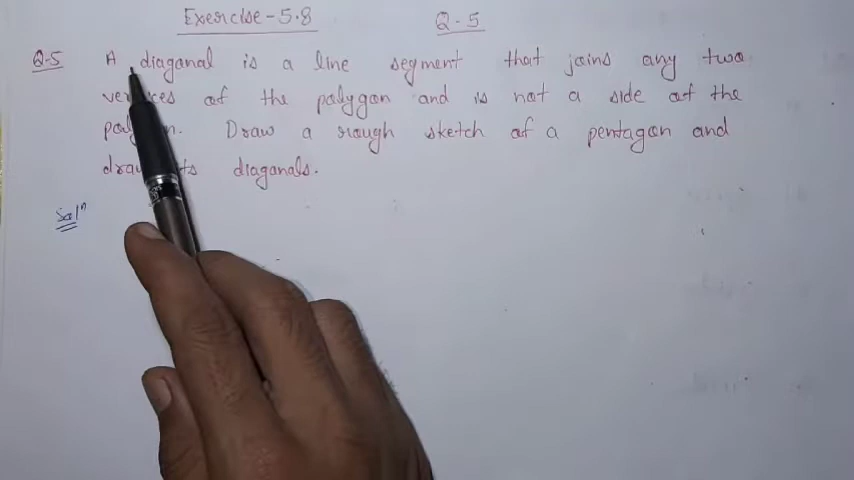 Exercise-5.8 Q-5
Q-5 A diagonal is a line segment that joins any two
of the polygon and is not a side of the
Draw a rough sketch of a pentagon and
diagonals.
Solⁿ